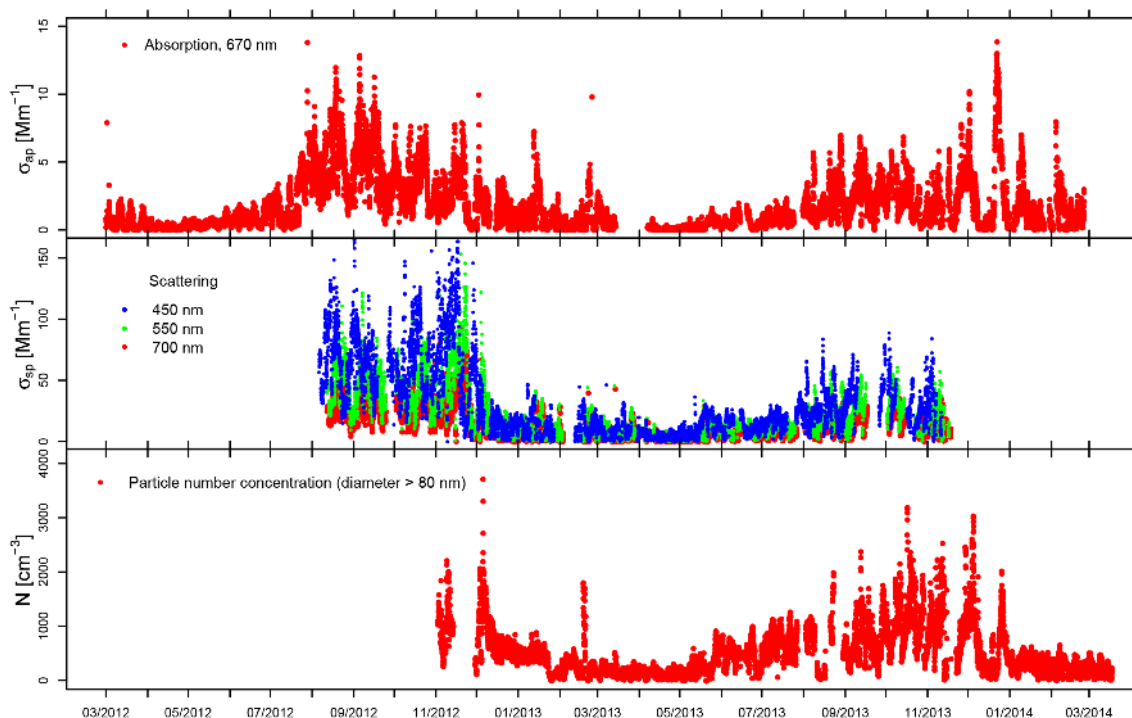 15
10
5
0
σap [Mm⁻¹]
Absorption, 670 nm
150
100
50
0
σsp [Mm⁻¹]
Scattering
450 nm
550 nm
700 nm
4000
3000
2000
1000
0
N [cm⁻³]
Particle number concentration (diameter > 80 nm)
03/2012 05/2012 07/2012 09/2012 11/2012 01/2013 03/2013 05/2013 07/2013 09/2013 11/2013 01/2014 03/2014